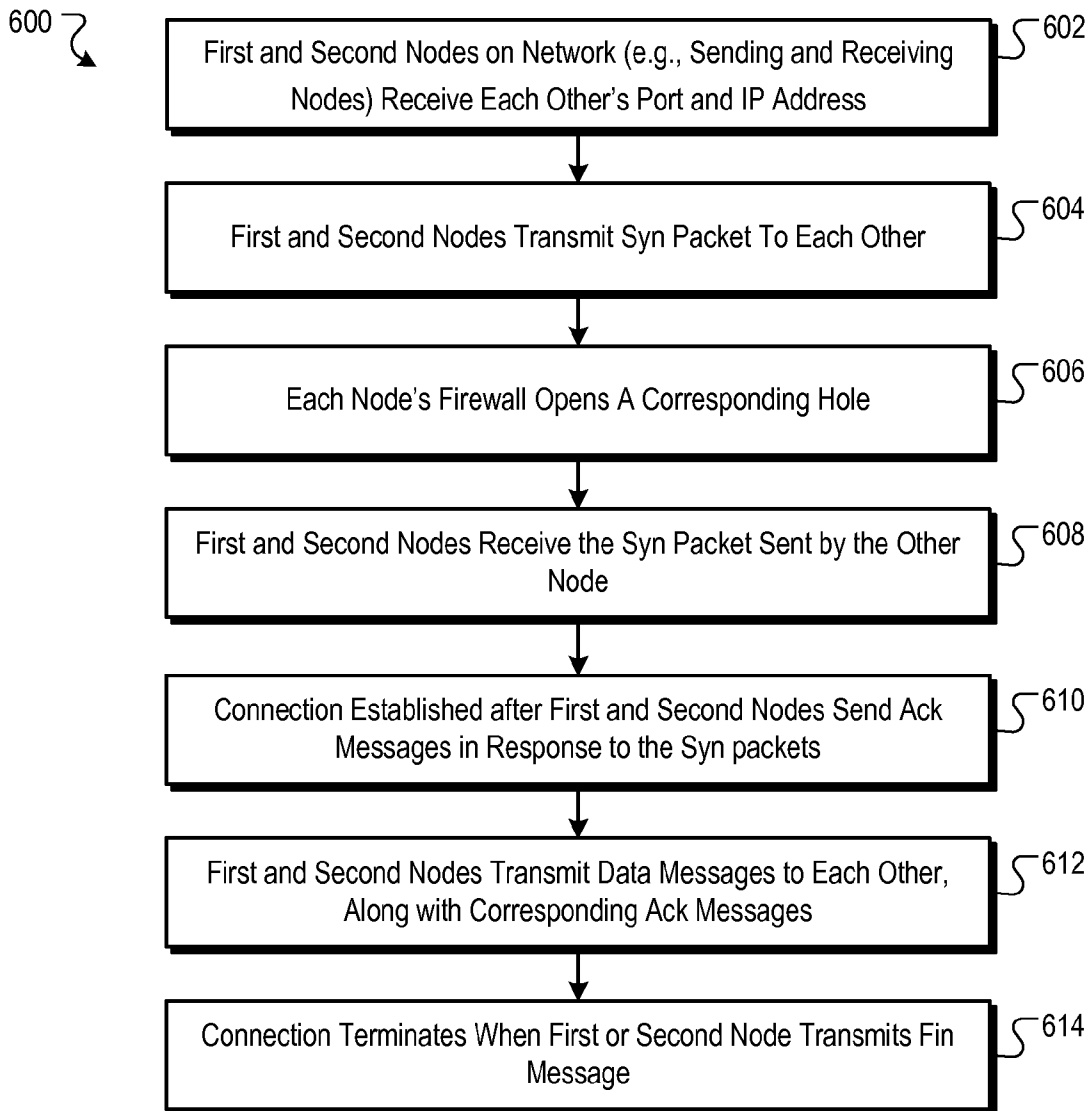 600
First and Second Nodes on Network (e.g., Sending and Receiving
Nodes) Receive Each Other's Port and IP Address
602
First and Second Nodes Transmit Syn Packet To Each Other
604
Each Node's Firewall Opens A Corresponding Hole
606
First and Second Nodes Receive the Syn Packet Sent by the Other
Node
608
Connection Established after First and Second Nodes Send Ack
Messages in Response to the Syn packets
610
First and Second Nodes Transmit Data Messages to Each Other,
Along with Corresponding Ack Messages
612
Connection Terminates When First or Second Node Transmits Fin
Message
614